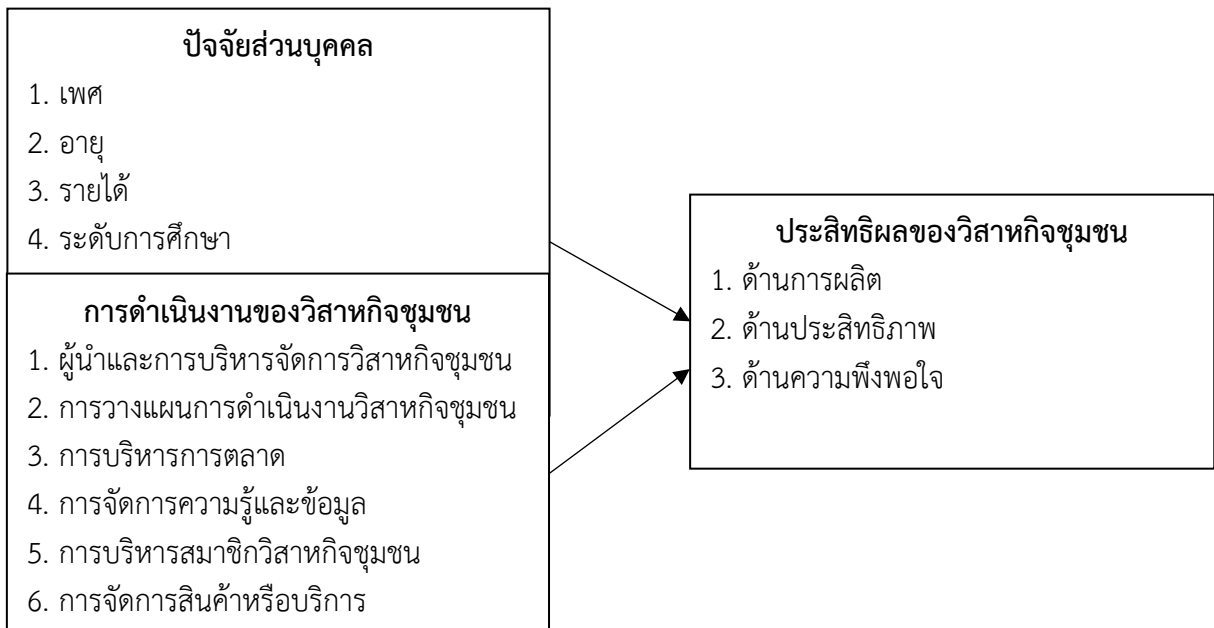 ปัจจัยส่วนบุคคล
1. เพศ
2. อายุ
3. รายได้
4. ระดับการศึกษา
การดำเนินงานของวิสาหกิจชุมชน
1. ผู้นำและการบริหารจัดการวิสาหกิจชุมชน
2. การวางแผนการดำเนินงานวิสาหกิจชุมชน
3. การบริหารการตลาด
4. การจัดการความรู้และข้อมูล
5. การบริหารสมาชิกวิสาหกิจชุมชน
6. การจัดการสินค้าหรือบริการ
ประสิทธิผลของวิสาหกิจชุมชน
1. ด้านการผลิต
2. ด้านประสิทธิภาพ
3. ด้านความพึงพอใจ